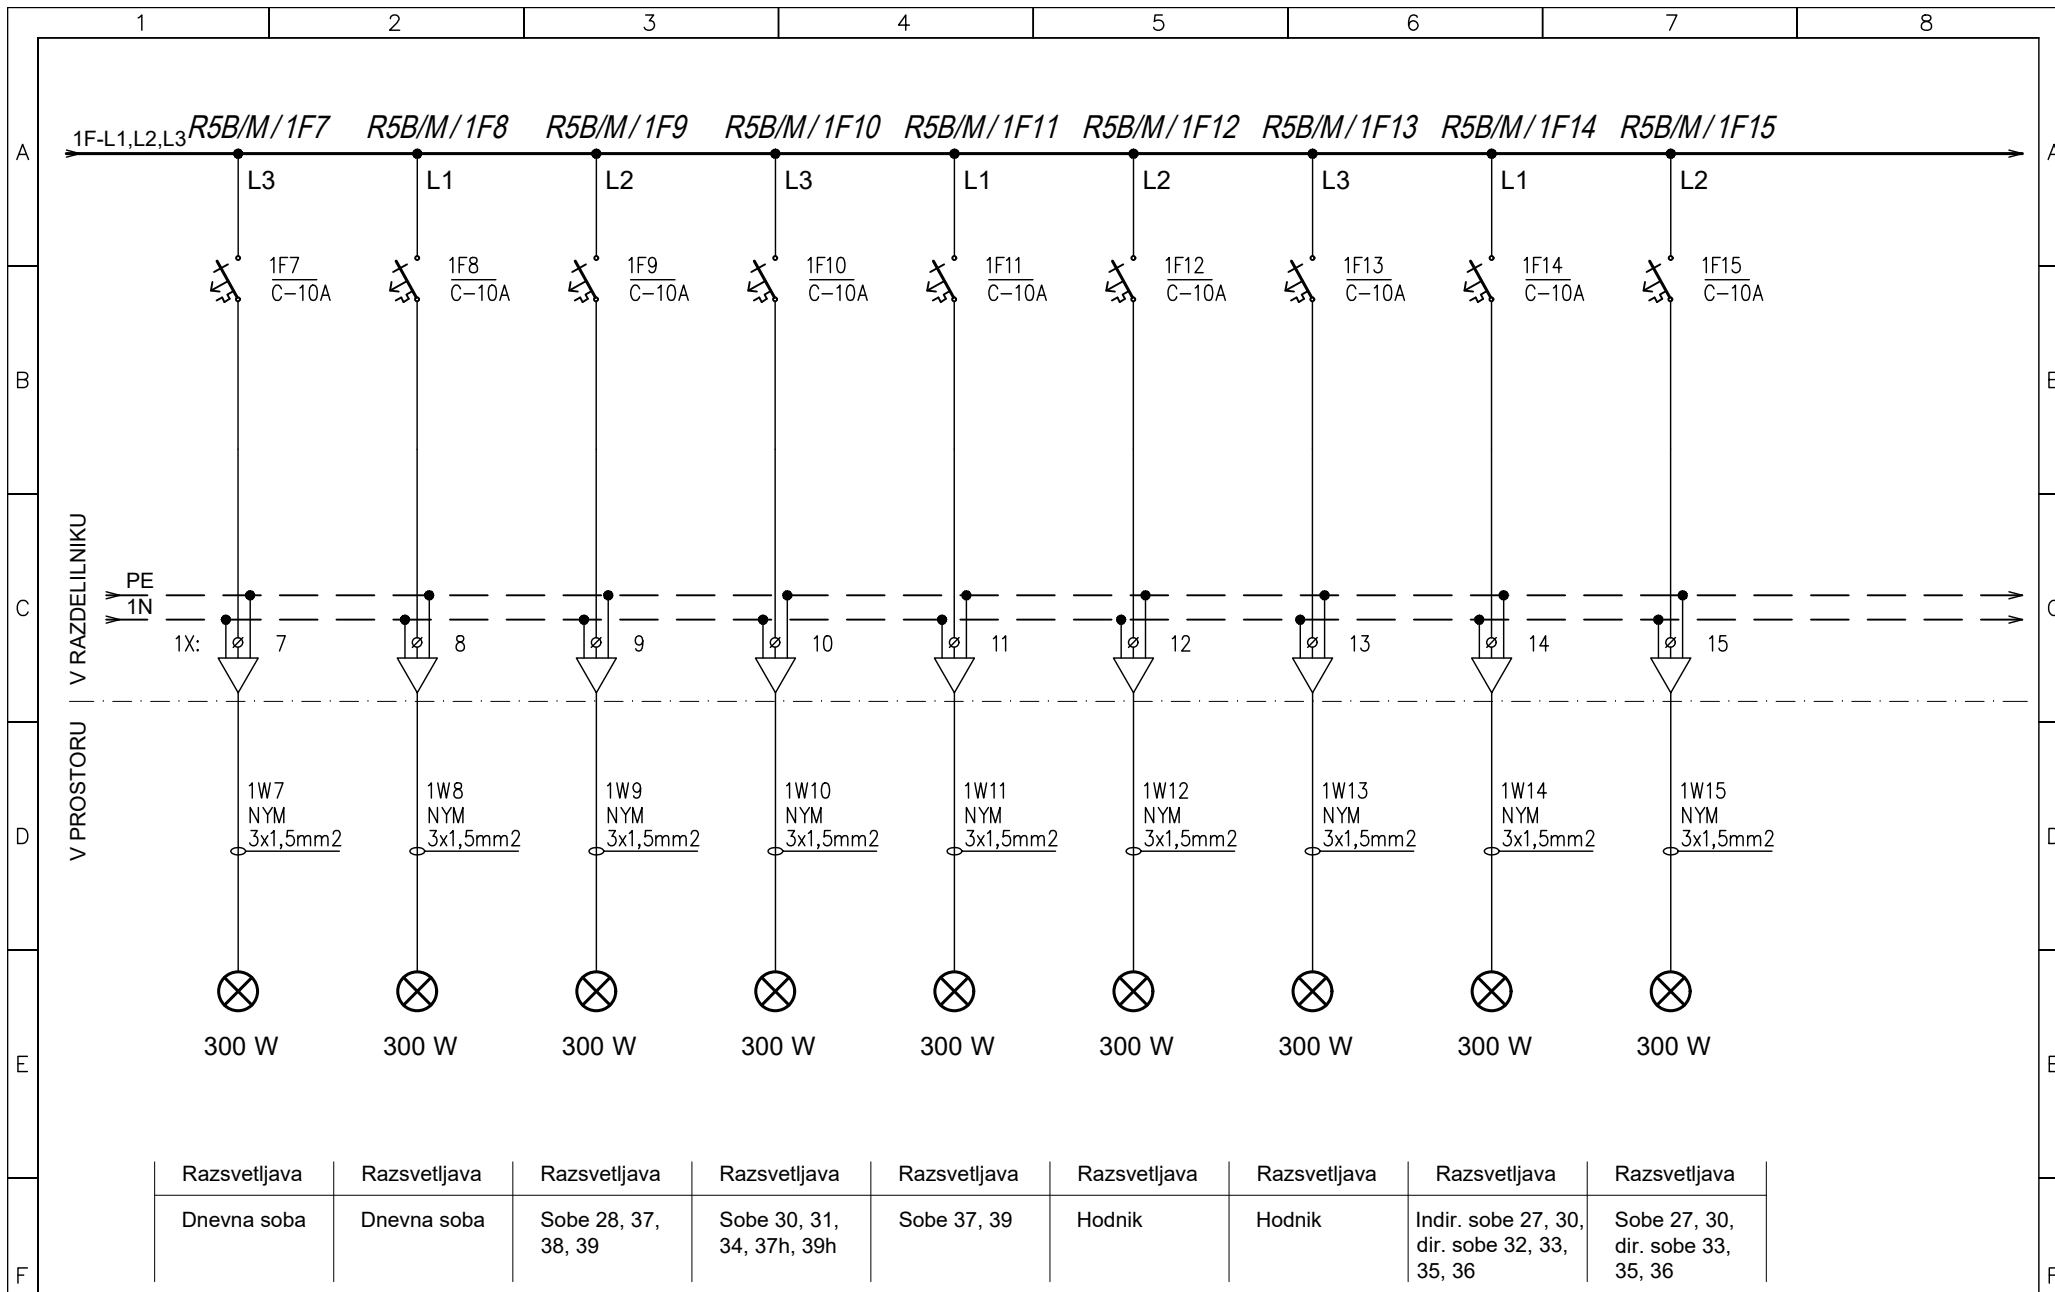 1 2 3 4 5 6 7 8
R5B/M/1F7 R5B/M/1F8 R5B/M/1F9 R5B/M/1F10 R5B/M/1F11 R5B/M/1F12 R5B/M/1F13 R5B/M/1F14 R5B/M/1F15
1F-L1,L2,L3
A
L3 L1 L2 L3 L1 L2 L3 L1 L2
1F7 1F8 1F9 1F10 1F11 1F12 1F13 1F14 1F15
C-10A C-10A C-10A C-10A C-10A C-10A C-10A C-10A C-10A
B
V RAZDELILNIKU
PE
1N
C
1X: 7 8 9 10 11 12 13 14 15
V PROSTORU
1W7 1W8 1W9 1W10 1W11 1W12 1W13 1W14 1W15
NYM NYM NYM NYM NYM NYM NYM NYM NYM
D
3x1,5mm2 3x1,5mm2 3x1,5mm2 3x1,5mm2 3x1,5mm2 3x1,5mm2 3x1,5mm2 3x1,5mm2 3x1,5mm2
300 W 300 W 300 W 300 W 300 W 300 W 300 W 300 W 300 W
E
Razsvetljava Razsvetljava Razsvetljava Razsvetljava Razsvetljava Razsvetljava Razsvetljava Razsvetljava Razsvetljava
Dnevna soba
Dnevna soba
Sobe 28, 37,
38, 39
Sobe 30, 31,
34, 37h, 39h
Sobe 37, 39
Hodnik
Hodnik
Indir. sobe 27, 30,
dir. sobe 32, 33,
35, 36
Sobe 27, 30,
dir. sobe 33,
35, 36
F